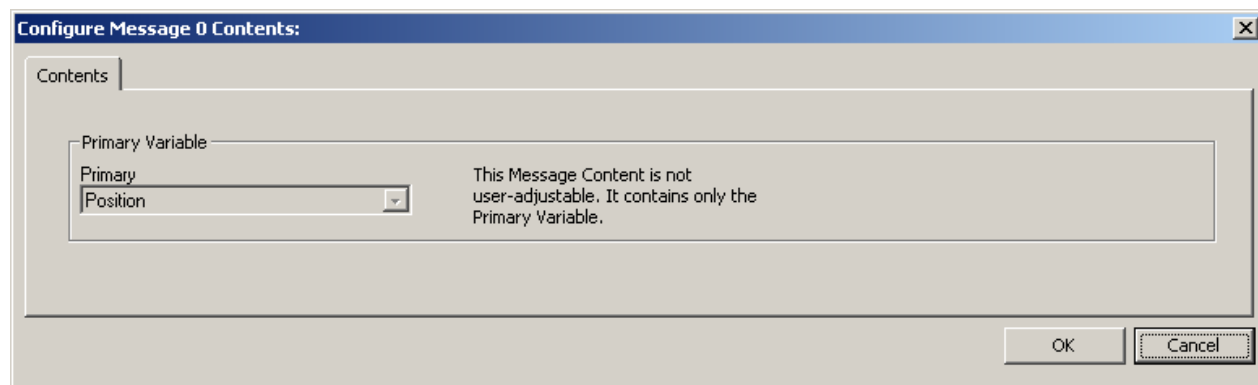 Configure Message 0 Contents:
Contents
Primary Variable
Primary
Position
This Message Content is not
user-adjustable. It contains only the
Primary Variable.
OK
Cancel